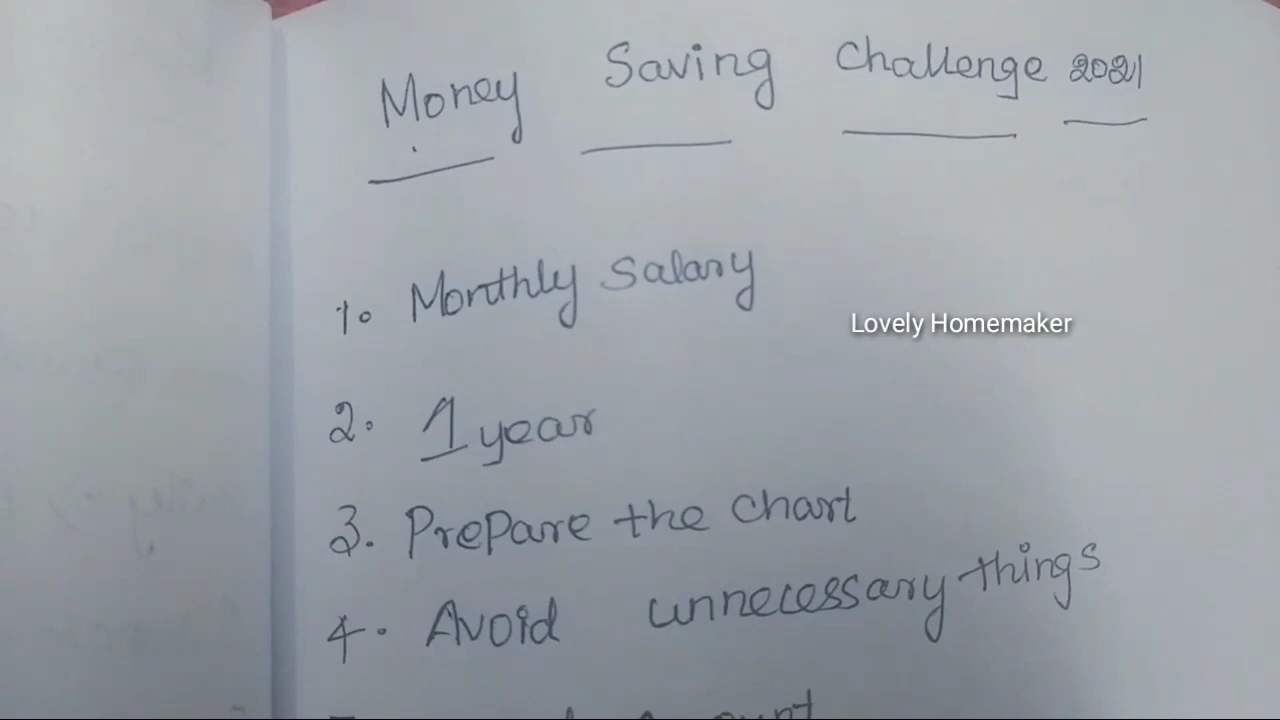 Money Saving Challenge 2021
1. Monthly Salary
Lovely Homemaker
2. 1 year
3. Prepare the chart
4. Avoid unnecessary things